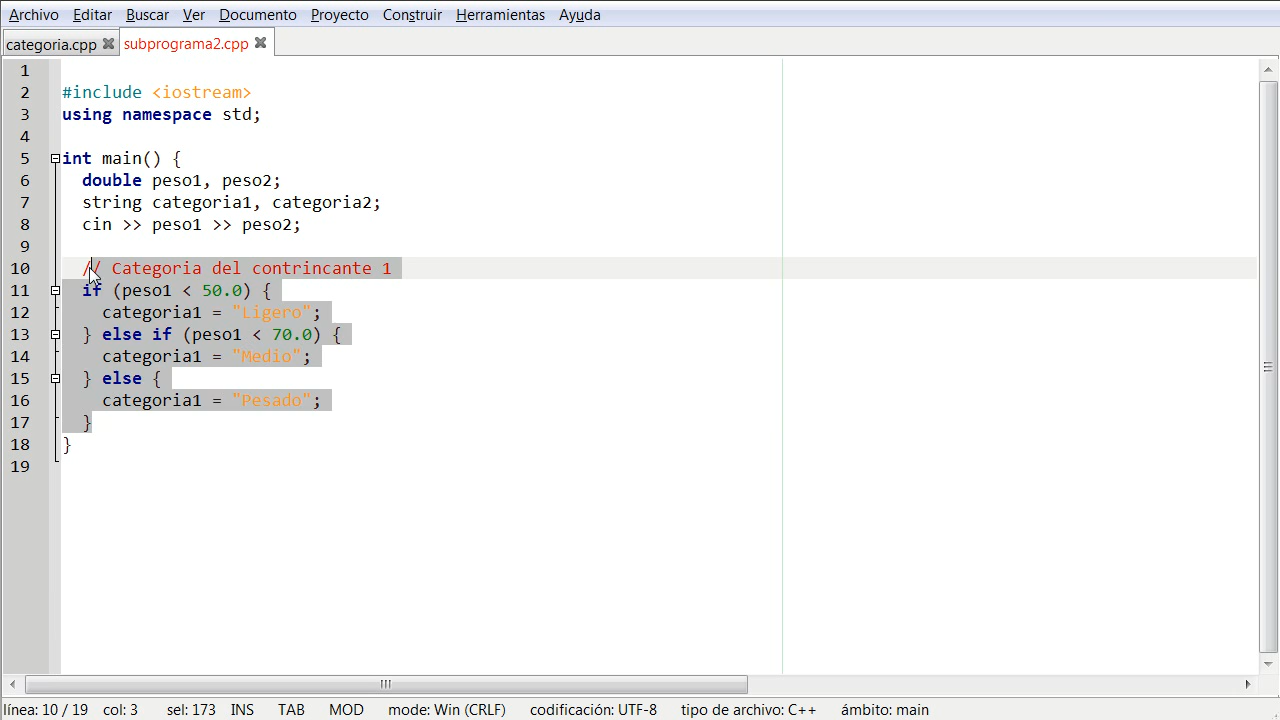 Archivo Editar Buscar Ver Documento Proyecto Construir Herramientas Ayuda
categoria.cpp subprograma2.cpp
1
2 #include <iostream>
3 using namespace std;
4
5 int main() {
6 double peso1, peso2;
7 string categoria1, categoria2;
8 cin >> peso1 >> peso2;
9
10 // Categoria del contrincante 1
11 if (peso1 < 50.0) {
12 categoria1 = "Ligero";
13 } else if (peso1 < 70.0) {
14 categoria1 = "Medio";
15 } else {
16 categoria1 = "Pesado";
17 }
18 }
19
línea: 10 / 19 col: 3 sel: 173 INS TAB MOD mode: Win (CRLF) codificación: UTF-8 tipo de archivo: C++ ámbito: main